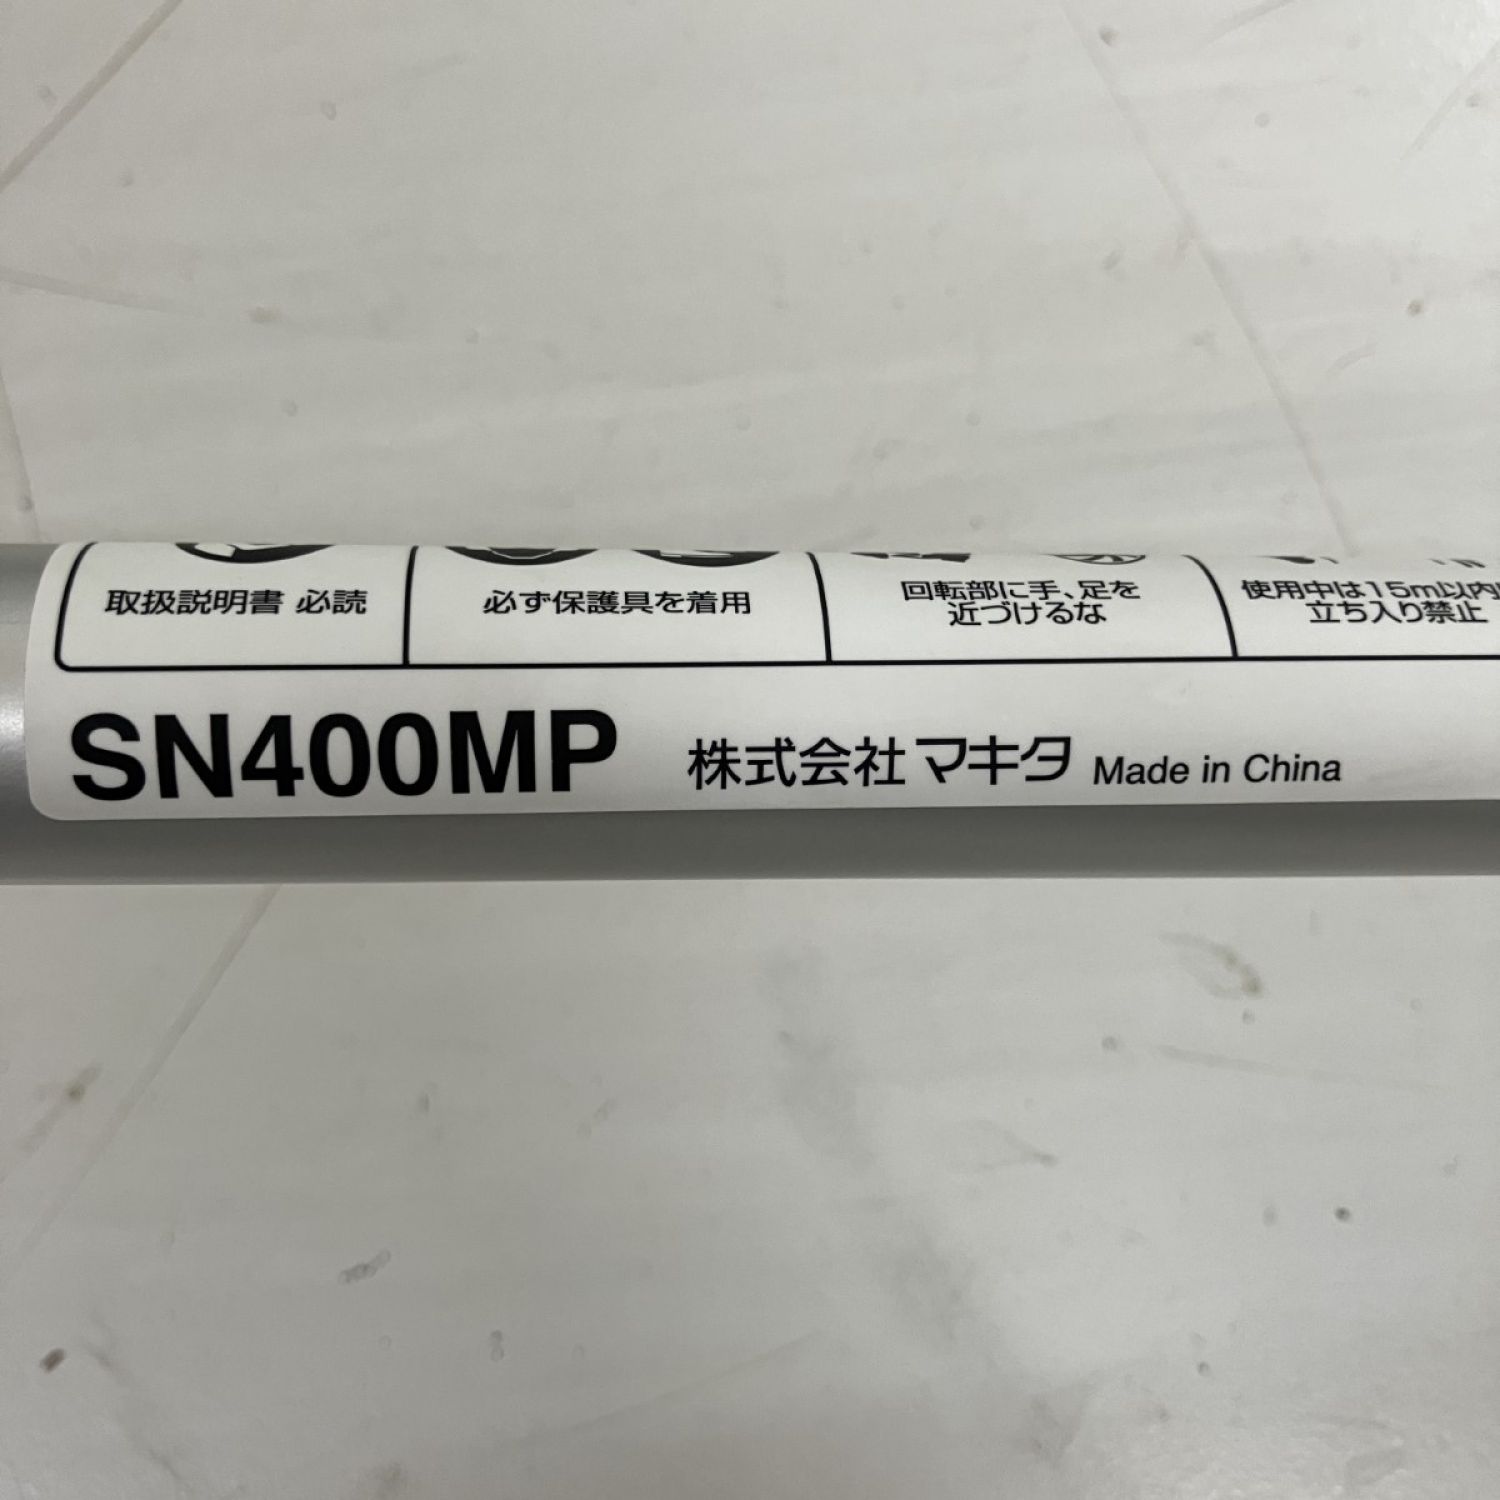 取扱説明書 必読
必ず保護具を着用
回転部に手、足を
近づけるな
使用中は15m以内
立ち入り禁止
SN400MP 株式会社マキタ Made in China